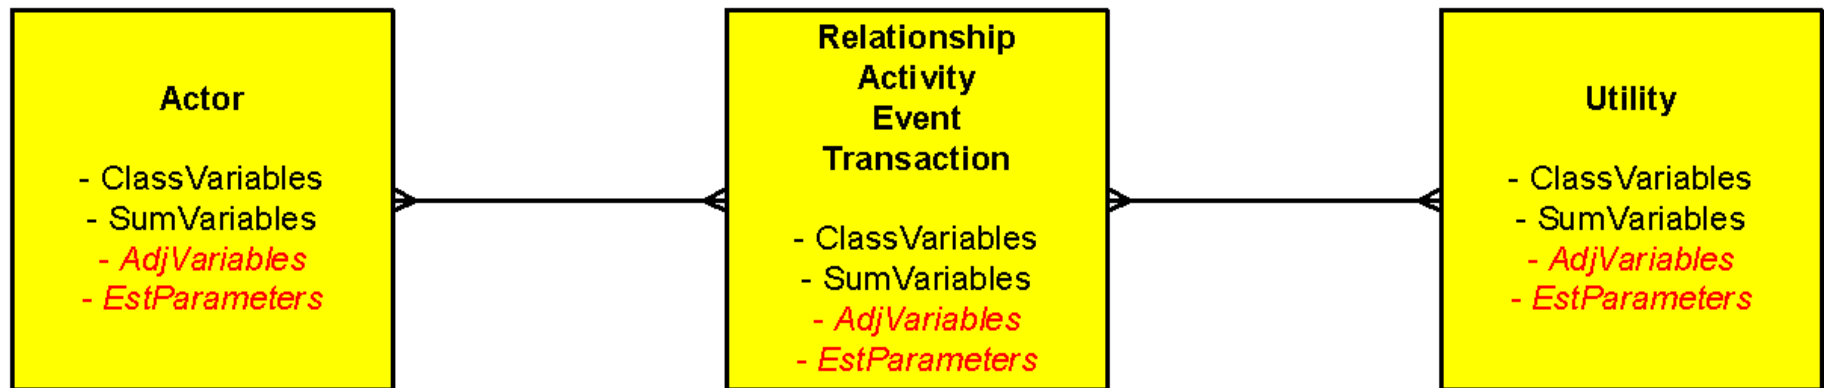 Actor
- ClassVariables
- SumVariables
- AdjVariables
- EstParameters
Relationship
Activity
Event
Transaction
- ClassVariables
- SumVariables
- AdjVariables
- EstParameters
Utility
- ClassVariables
- SumVariables
- AdjVariables
- EstParameters